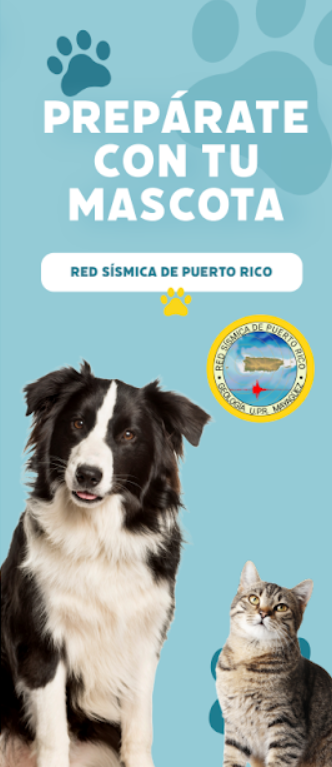 PREPÁRATE
CON TU
MASCOTA
RED SÍSMICA DE PUERTO RICO
RED SÍSMICA DE PUERTO RICO
GEOLOGÍA U.P.R. MAYAGÜEZ